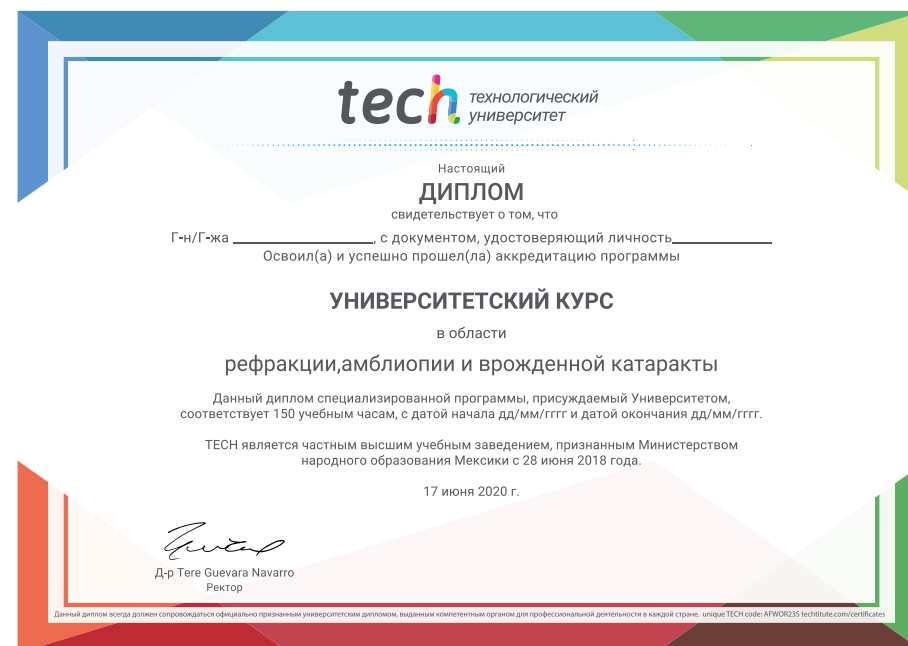 tech технологический
университет
Настоящий
ДИПЛОМ
свидетельствует о том, что
Г-н/Г-жа ____________, с документом, удостоверяющий личность____________
Освоил(а) и успешно прошел(ла) аккредитацию программы
УНИВЕРСИТЕТСКИЙ КУРС
в области
рефракции,амблиопии и врожденной катаракты
Данный диплом специализированной программы, присуждаемый Университетом,
соответствует 150 учебным часам, с датой начала дд/мм/гггг и датой окончания дд/мм/гггг.
TECH является частным высшим учебным заведением, признанным Министерством
народного образования Мексики с 28 июня 2018 года.
17 июня 2020 г.
Д-р Tere Guevara Navarro
Ректор
Данный диплом всегда должен сопровождаться официально признанным университетским дипломом, выданным компетентным органом для профессиональной деятельности в каждой стране. unique TECH code: AFWOR23S techtitute.com/certificates